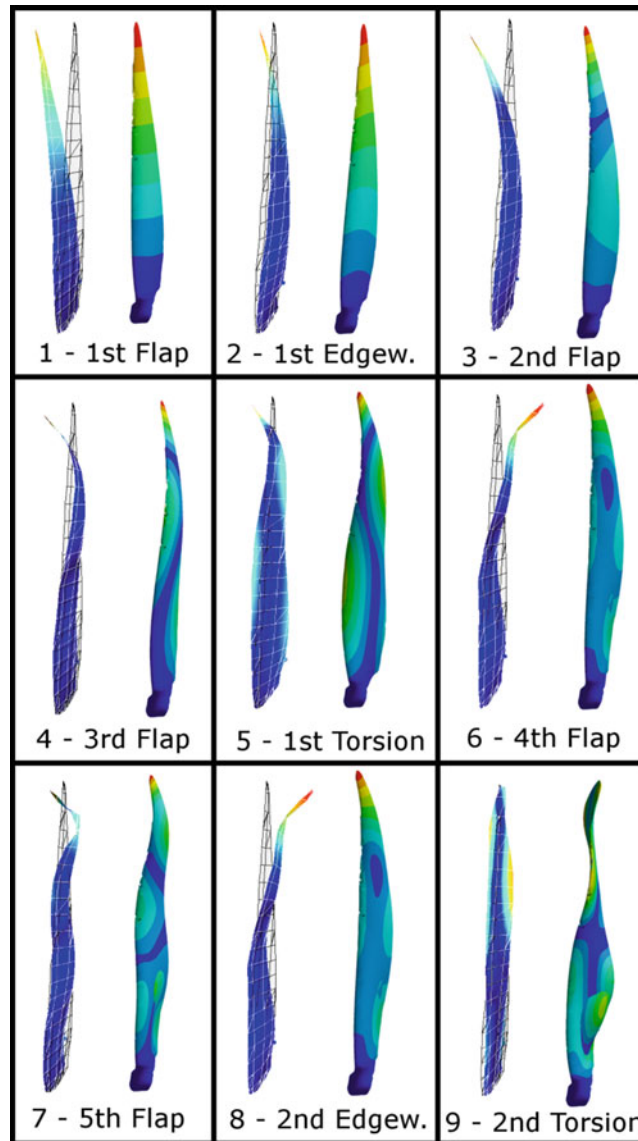 1 - 1st Flap
2 - 1st Edgew.
3 - 2nd Flap
4 - 3rd Flap
5 - 1st Torsion
6 - 4th Flap
7 - 5th Flap
8 - 2nd Edgew.
9 - 2nd Torsion